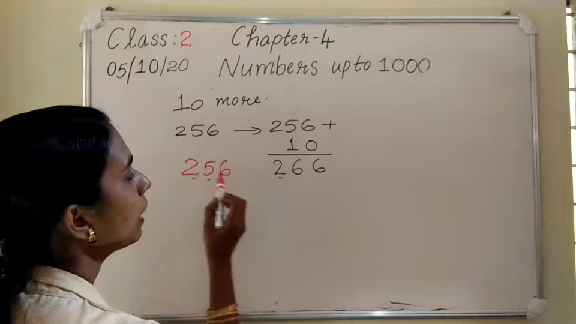 Class:2 Chapter-4
05/10/20 Numbers upto 1000
10 more.
256 → 256 +
10
256 266